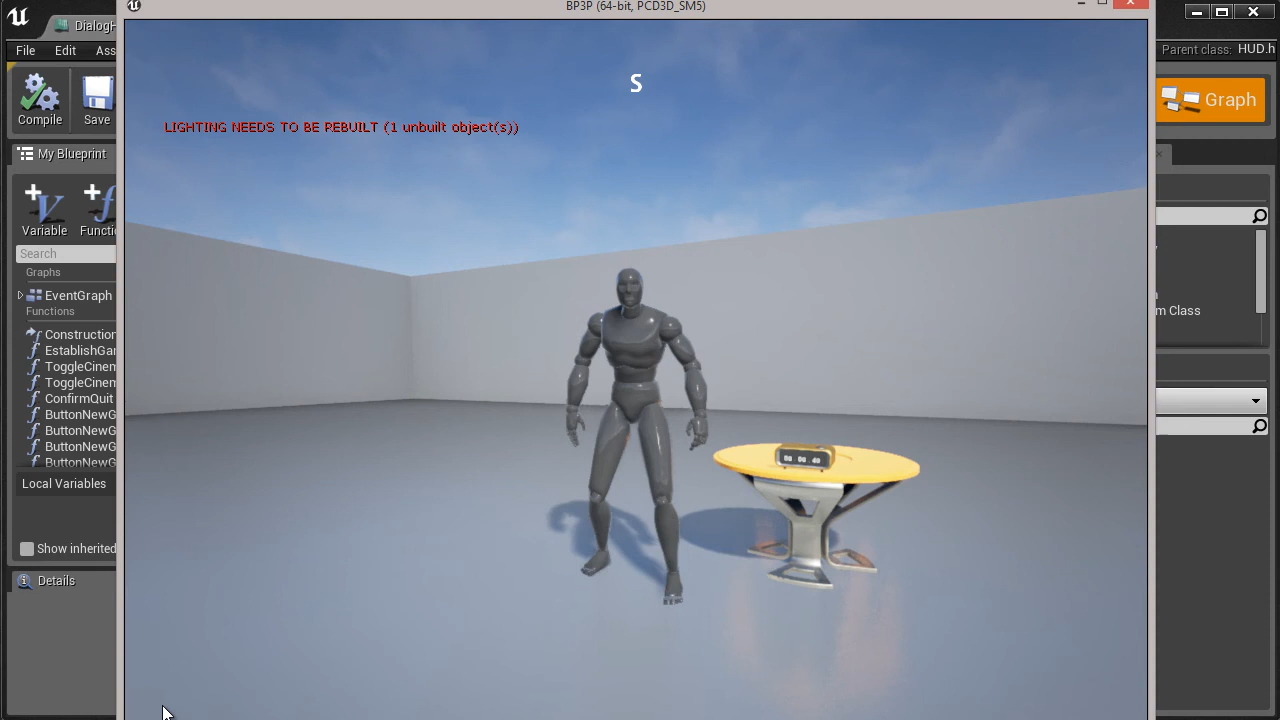 BP3P (64-bit, PCD3D_SM5)
Dialog
File Edit Ass
Parent class: HUD.h
Compile Save
Graph
S
LIGHTING NEEDS TO BE REBUILT (1 unbuilt object(s))
My Blueprint
Variable Functi
Search
Graphs
EventGraph
Functions
Construction
EstablishGa
m Class
ToggleCinem
ToggleCinem
ConfirmQuit
ButtonNewG
ButtonNewG
ButtonNewG
ButtonNewG
Local Variables
Show inherited
Details